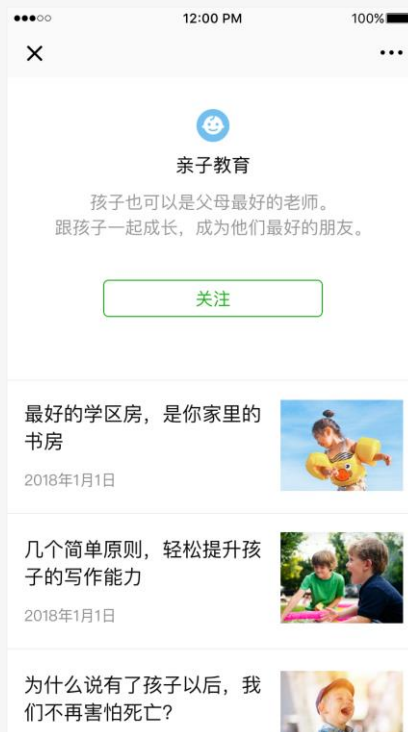 12:00 PM
100%
亲子教育
孩子也可以是父母最好的老师。
跟孩子一起成长，成为他们最好的朋友。
关注
最好的学区房，是你家里的
书房
2018年1月1日
几个简单原则，轻松提升孩
子的写作能力
2018年1月1日
为什么说有了孩子以后，我
们不再害怕死亡？